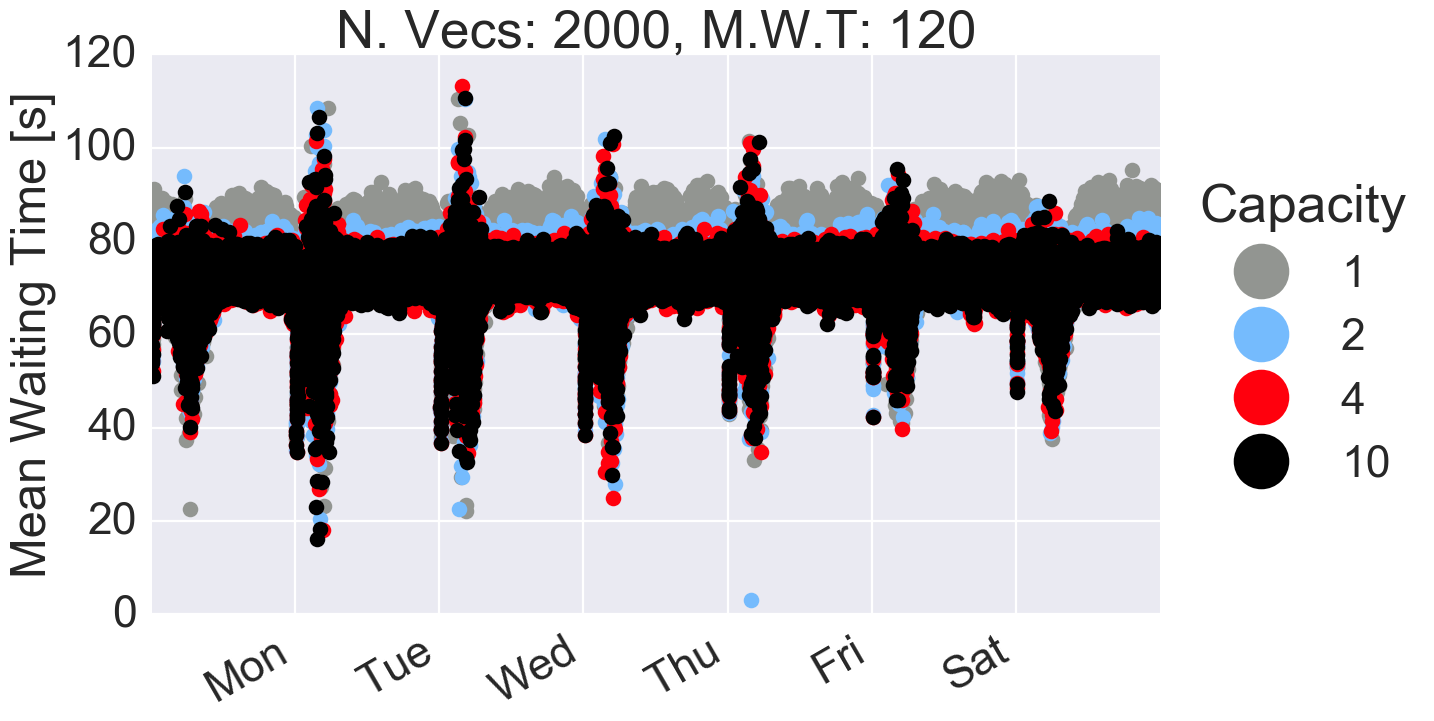 N. Vecs: 2000, M.W.T: 120
Mean Waiting Time [s]
120
100
80
60
40
20
0
Mon
Tue
Wed
Thu
Fri
Sat
Capacity
1
2
4
10